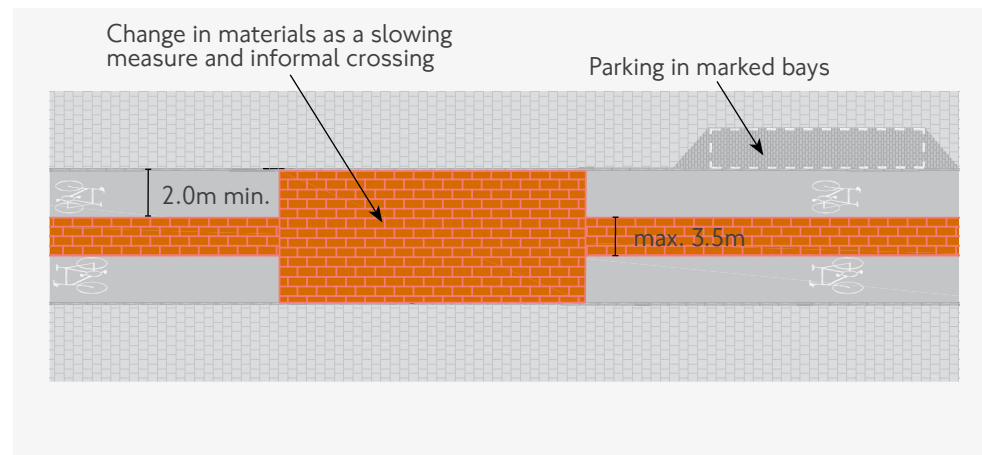 Change in materials as a slowing
measure and informal crossing
Parking in marked bays
2.0m min.
max. 3.5m